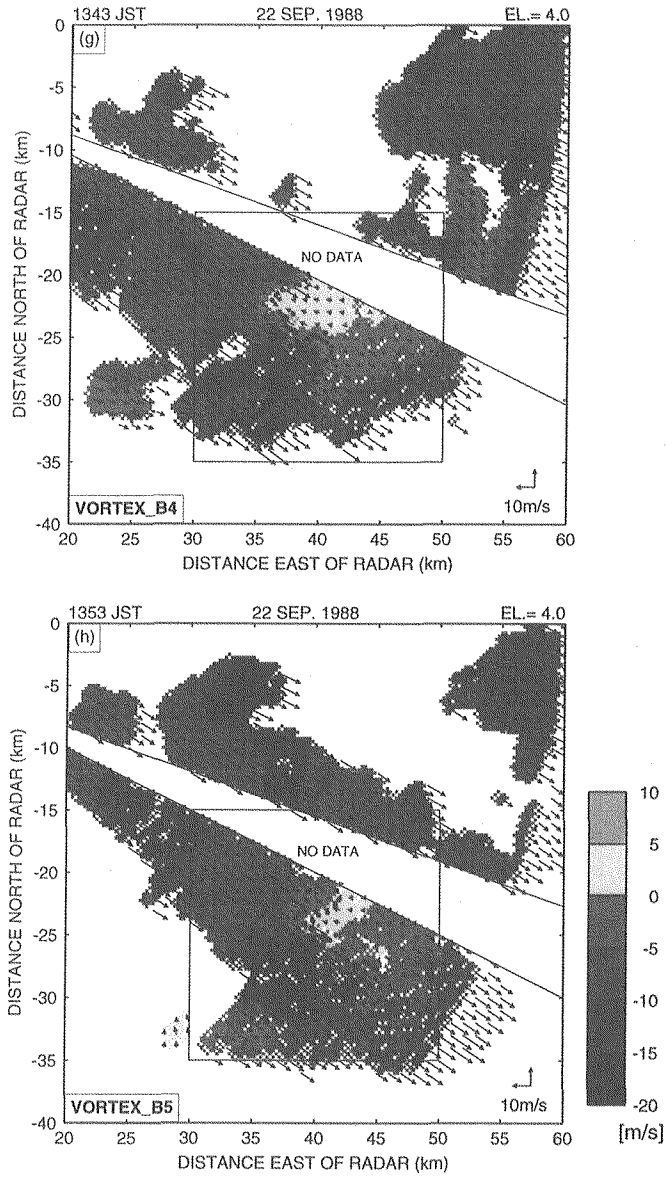 1343 JST 22 SEP. 1988 EL.= 4.0
(g)
0
-5
-10
-15
-20
-25
-30
-35
-40
DISTANCE NORTH OF RADAR (km)
NO DATA
10m/s
VORTEX_B4
20 25 30 35 40 45 50 55 60
DISTANCE EAST OF RADAR (km)
1353 JST 22 SEP. 1988 EL.= 4.0
(h)
0
-5
-10
-15
-20
-25
-30
-35
-40
DISTANCE NORTH OF RADAR (km)
NO DATA
10m/s
VORTEX_B5
20 25 30 35 40 45 50 55 60
DISTANCE EAST OF RADAR (km)
10
5
0
-5
-10
-15
-20
[m/s]